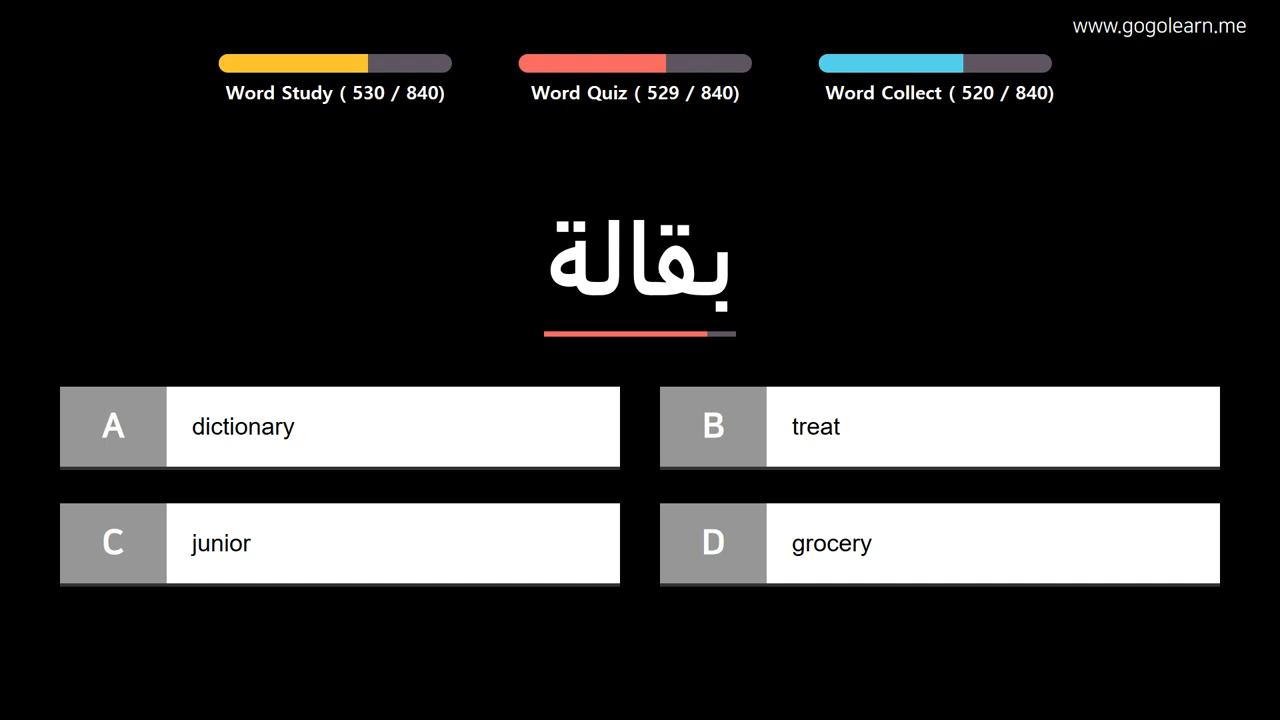 www.gogolearn.me
Word Study ( 530 / 840)
Word Quiz ( 529 / 840)
Word Collect ( 520 / 840)
بقالة
A dictionary
B treat
C junior
D grocery